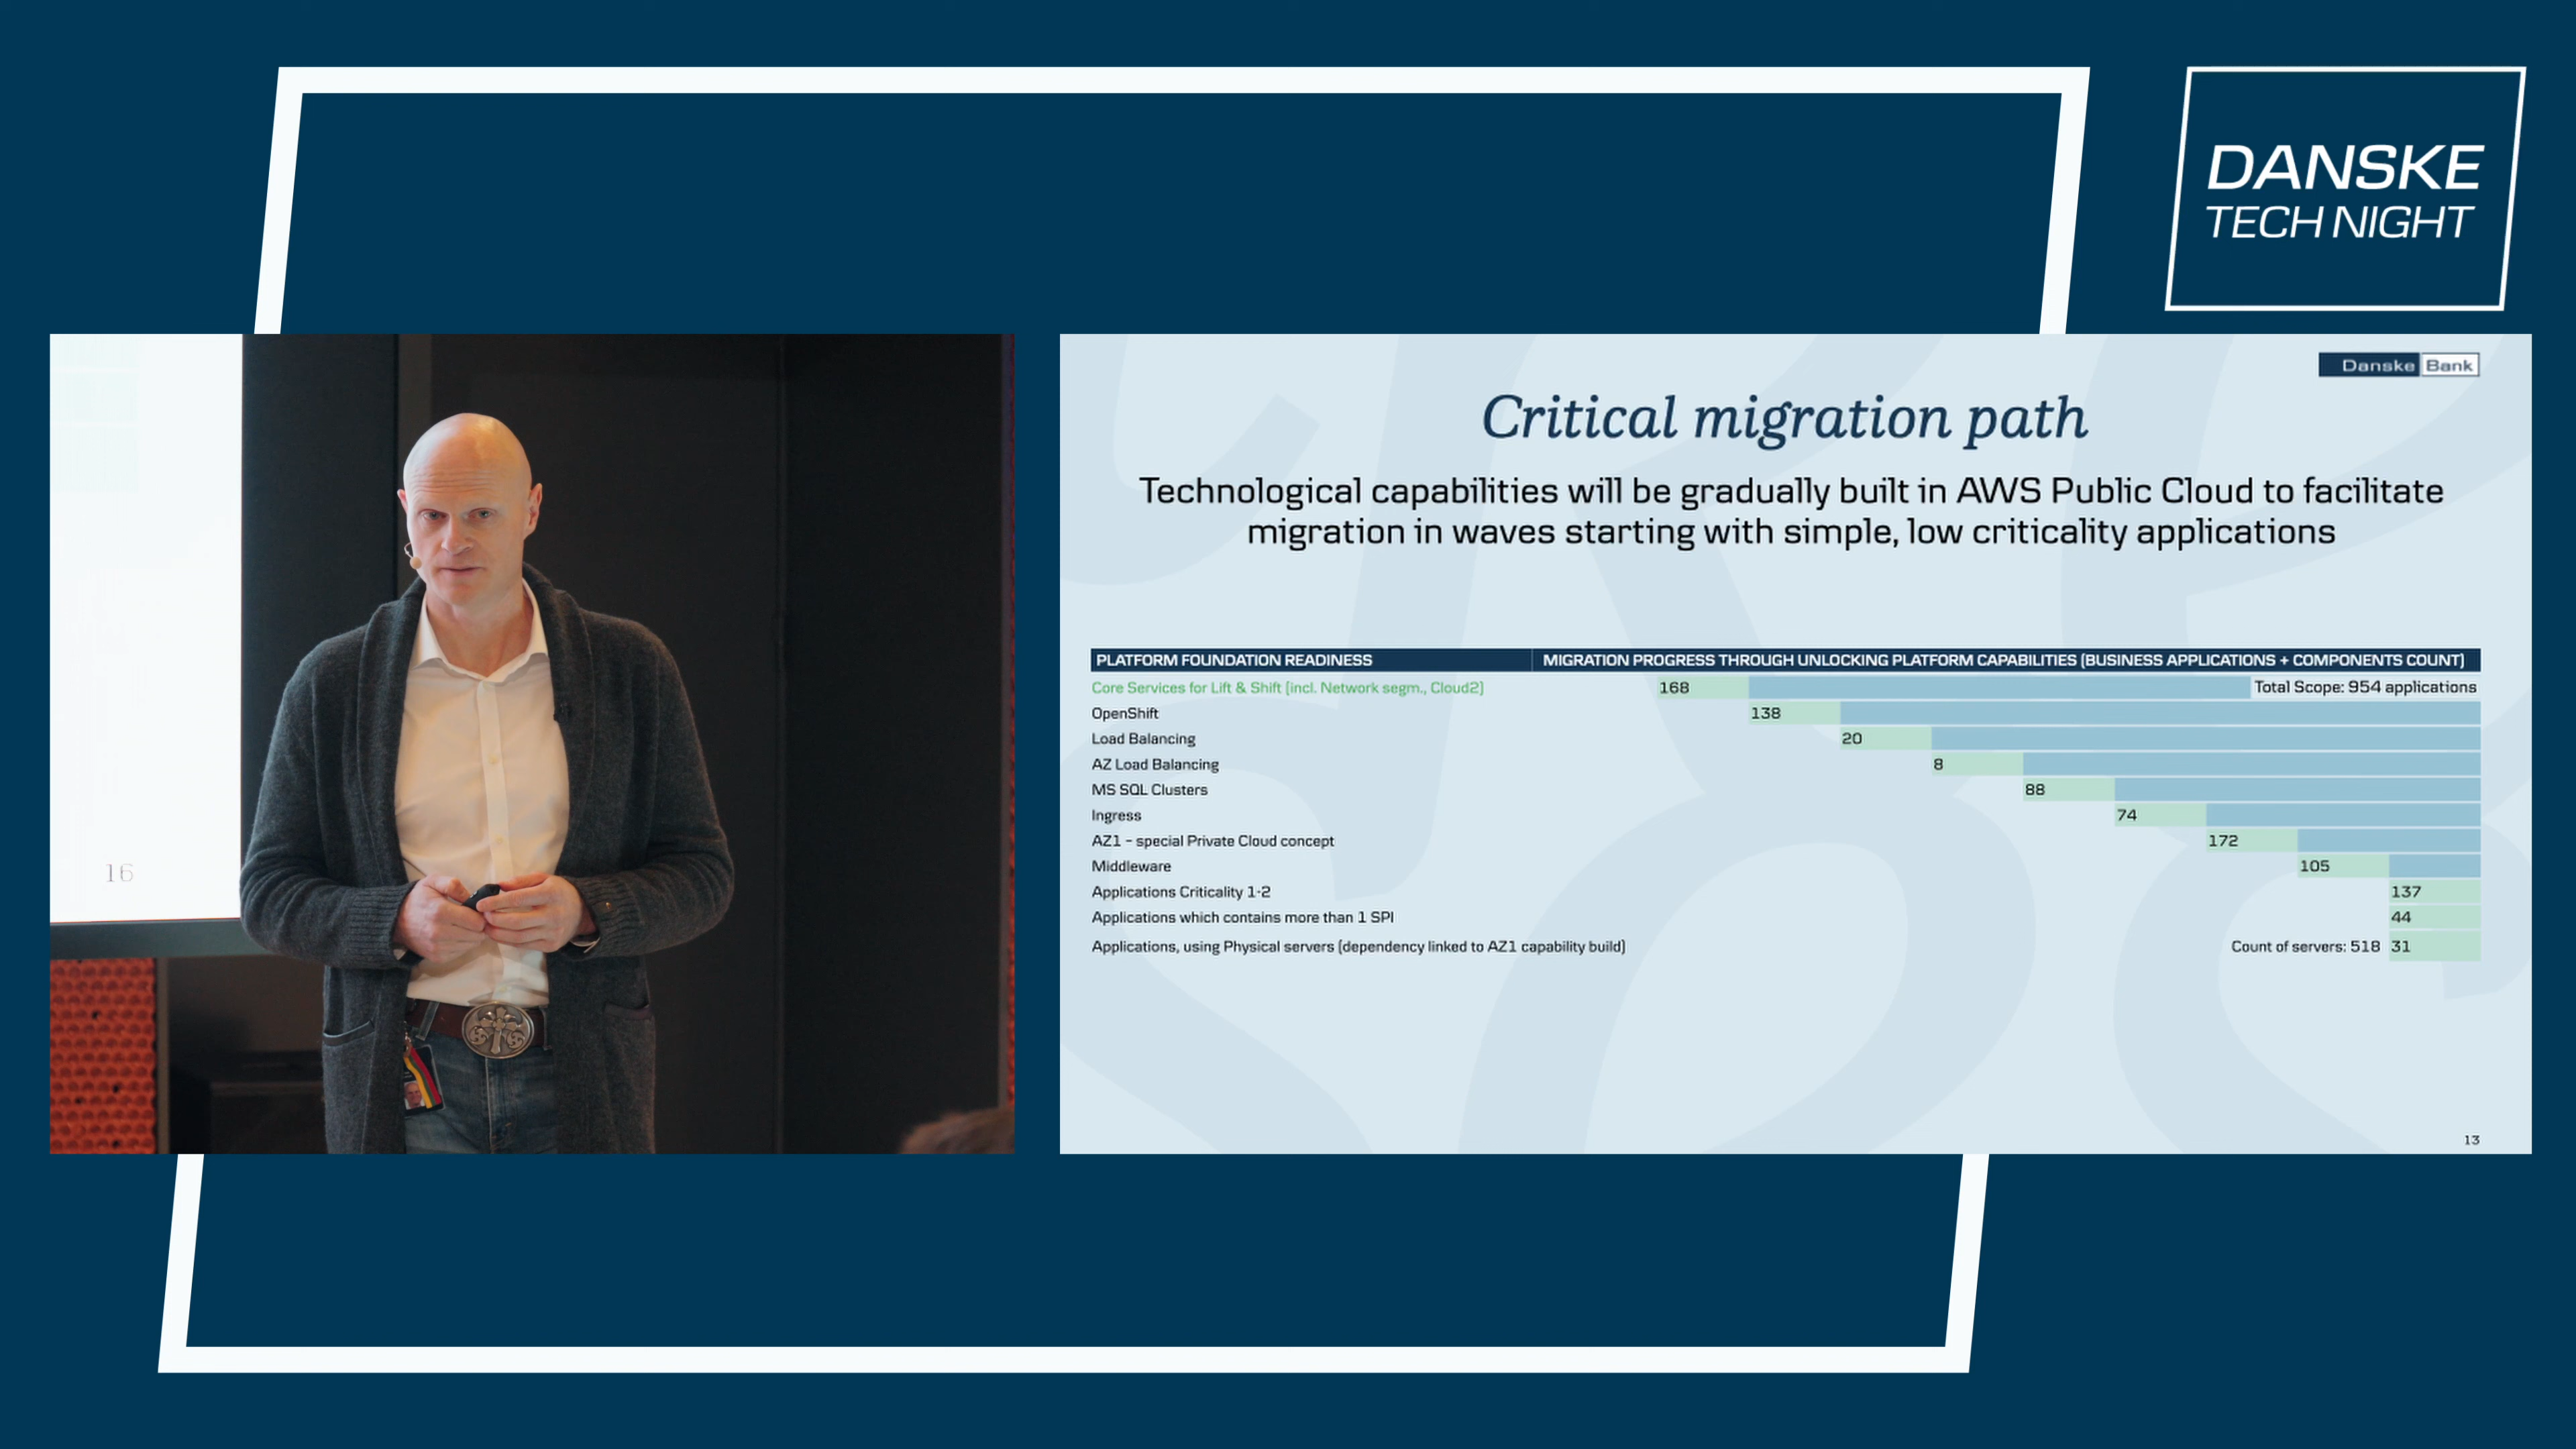 DANSKE
TECH NIGHT
16
Danske Bank
Critical migration path
Technological capabilities will be gradually built in AWS Public Cloud to facilitate
migration in waves starting with simple, low criticality applications
PLATFORM FOUNDATION READINESS MIGRATION PROGRESS THROUGH UNLOCKING PLATFORM CAPABILITIES (BUSINESS APPLICATIONS + COMPONENTS COUNT)
Core Services for Lift & Shift (incl. Network segm., Cloud2) 168 Total Scope: 954 applications
OpenShift 138
Load Balancing 20
AZ Load Balancing 8
MS SQL Clusters 88
Ingress 74
AZ1 - special Private Cloud concept 172
Middleware 105
Applications Criticality 1-2 137
Applications which contains more than 1 SPI 44
Applications, using Physical servers (dependency linked to AZ1 capability build) Count of servers: 518 31
13